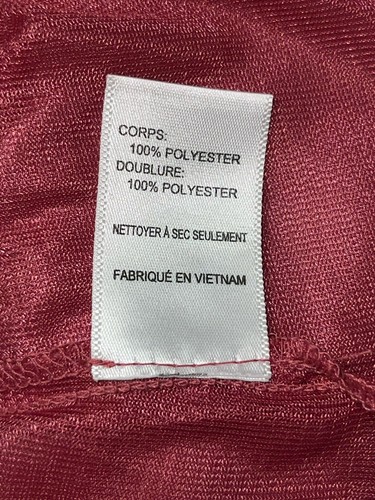 CORPS:
100% POLYESTER
DOUBLURE:
100% POLYESTER
NETTOYER À SEC SEULEMENT
FABRIQUÉ EN VIETNAM